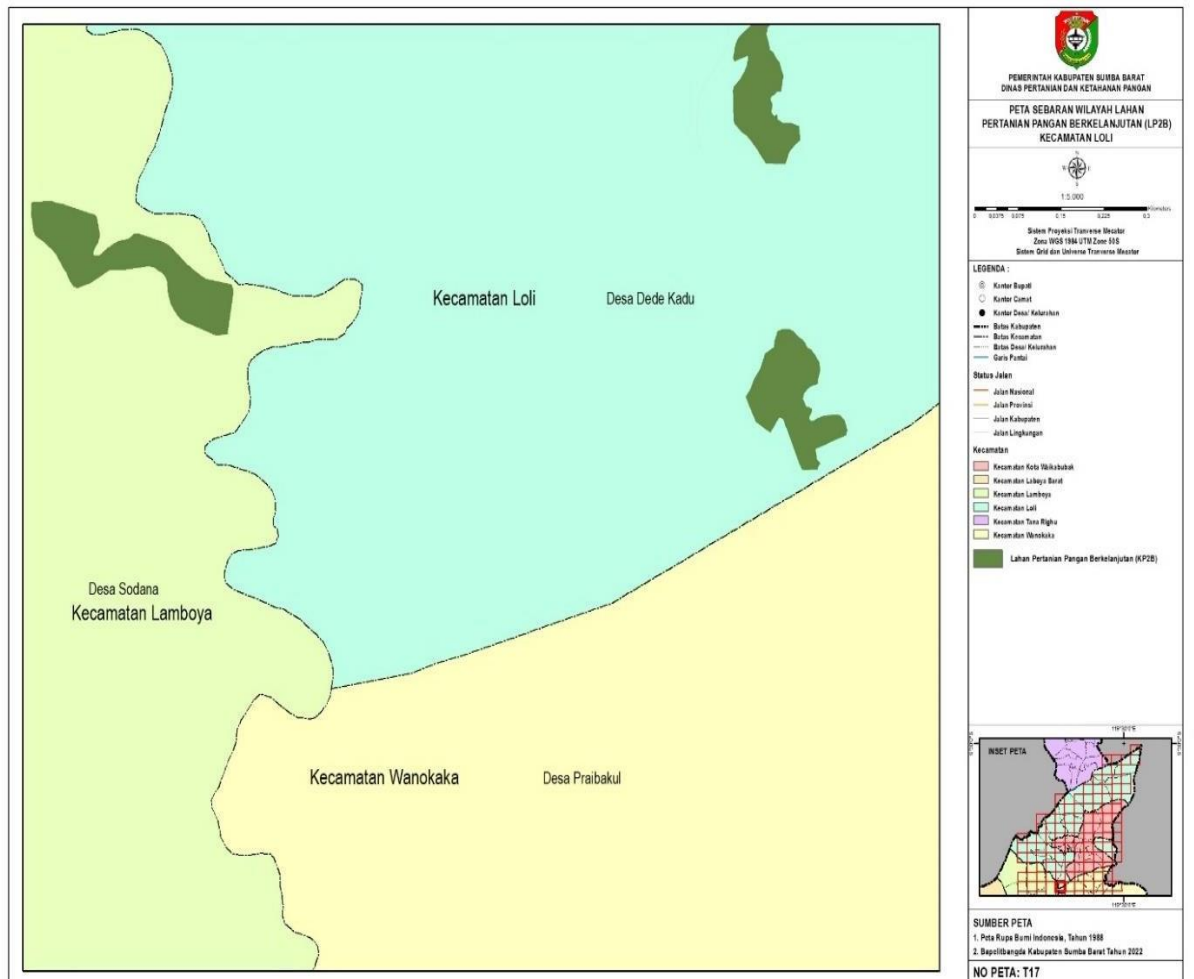 Kecamatan Loli
Desa Dede Kadu
Desa Sodana
Kecamatan Lamboya
Kecamatan Wanokaka
Desa Praibakul
PEMERINTAH KABUPATEN SUMBA BARAT
DINAS PERTANIAN DAN KETAHANAN PANGAN
PETA SEBARAN WILAYAH LAHAN
PERTANIAN PANGAN BERKELANJUTAN (LP2B)
KECAMATAN LOLI
1:5.000
0 0,0375 0,075 0,15 0,225 0,3 Kilometers
Sistem Proyeksi Tranverse Mecator
Zona WGS 1984 UTM Zone 50S
Sistem Grid dan Universe Tranverse Mecator
LEGENDA :
Kantor Bupati
Kantor Camat
Kantor Desa/ Kelurahan
Batas Kabupaten
Batas Kecamatan
Batas Desa/ Kelurahan
Garis Pantai
Status Jalan
Jalan Nasional
Jalan Provinsi
Jalan Kabupaten
Jalan Lingkungan
Kecamatan
Kecamatan Kota Waikabubak
Kecamatan Laboya Barat
Kecamatan Lamboya
Kecamatan Loli
Kecamatan Tana Righu
Kecamatan Wanokaka
Lahan Pertanian Pangan Berkelanjutan (KP2B)
INSET PETA
SUMBER PETA
1. Peta Rupa Bumi Indonesia, Tahun 1988
2. Bapelitbangda Kabupaten Sumba Barat Tahun 2022
NO PETA: T17